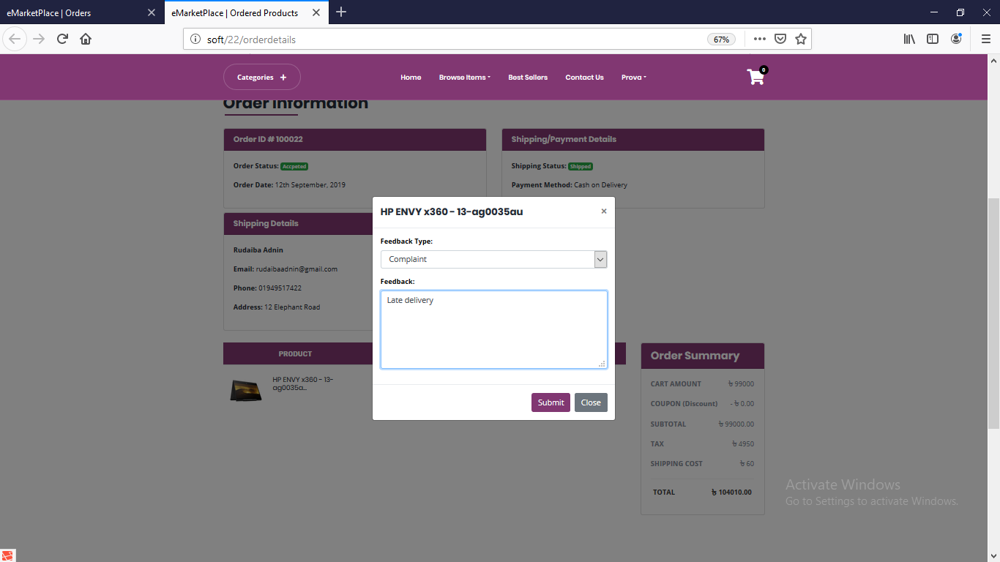 eMarketPlace | Orders
eMarketPlace | Ordered Products
soft/22/orderdetails
67%
Categories +
Home
Browse Items
Best Sellers
Contact Us
Prova
0
Order Information
Order ID # 100022
Order Status: Accpated
Order Date: 12th September, 2019
Shipping/Payment Details
Shipping Status: Shipped
Payment Method: Cash on Delivery
Shipping Details
Rudaiba Adnin
Email: rudaibaadnin@gmail.com
Phone: 01949517422
Address: 12 Elephant Road
HP ENVY x360 - 13-ag0035au
×
Feedback Type:
Complaint
Feedback:
Late delivery
Submit
Close
PRODUCT
HP ENVY x360 - 13-
ag0035a...
Order Summary
CART AMOUNT ৳ 99000
COUPON (Discount) - ৳ 0.00
SUBTOTAL ৳ 99000.00
TAX ৳ 4950
SHIPPING COST ৳ 60
TOTAL ৳ 104010.00
Activate Windows
Go to Settings to activate Windows.